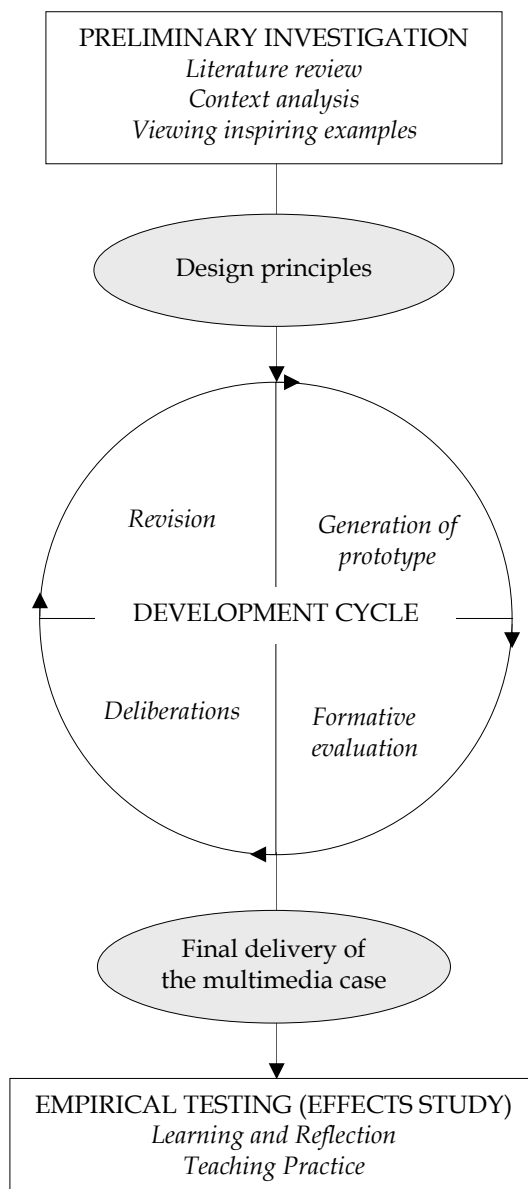 PRELIMINARY INVESTIGATION
Literature review
Context analysis
Viewing inspiring examples
Design principles
Revision
Generation of
prototype
DEVELOPMENT CYCLE
Deliberations
Formative
evaluation
Final delivery of
the multimedia case
EMPIRICAL TESTING (EFFECTS STUDY)
Learning and Reflection
Teaching Practice